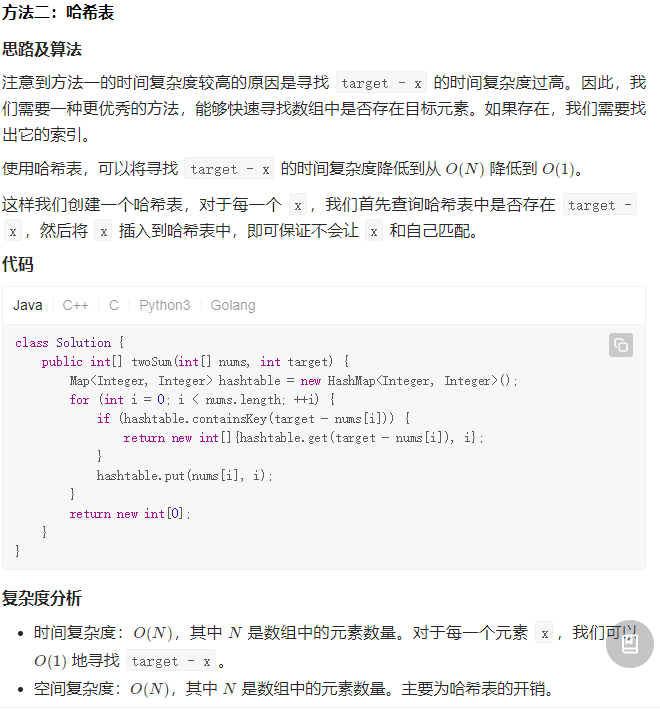 方法二：哈希表
思路及算法
注意到方法一的时间复杂度较高的原因是寻找 target - x 的时间复杂度过高。因此，我
们需要一种更优秀的方法，能够快速寻找数组中是否存在目标元素。如果存在，我们需要找
出它的索引。
使用哈希表，可以将寻找 target - x 的时间复杂度降低到从 O(N) 降低到 O(1)。
这样我们创建一个哈希表，对于每一个 x，我们首先查询哈希表中是否存在 target -
x，然后将 x 插入到哈希表中，即可保证不会让 x 和自己匹配。
代码
Java C++ C Python3 Golang
class Solution {
    public int[] twoSum(int[] nums, int target) {
        Map<Integer, Integer> hashtable = new HashMap<Integer, Integer>();
        for (int i = 0; i < nums.length; ++i) {
            if (hashtable.containsKey(target - nums[i])) {
                return new int[]{hashtable.get(target - nums[i]), i};
            }
            hashtable.put(nums[i], i);
        }
        return new int[0];
    }
}
复杂度分析
• 时间复杂度：O(N)，其中 N 是数组中的元素数量。对于每一个元素 x，我们可以
O(1) 地寻找 target - x。
• 空间复杂度：O(N)，其中 N 是数组中的元素数量。主要为哈希表的开销。